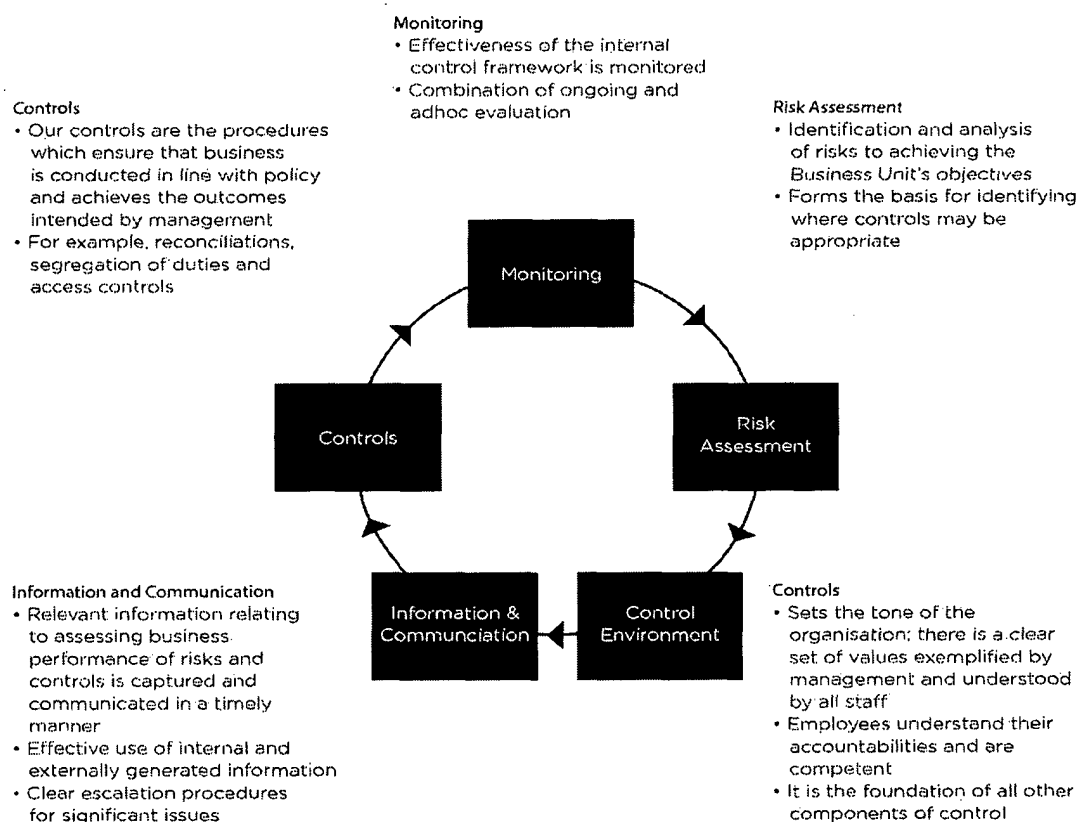 Monitoring
• Effectiveness of the internal
control framework is monitored
• Combination of ongoing and
adhoc evaluation
Controls
• Our controls are the procedures
which ensure that business
is conducted in line with policy
and achieves the outcomes
intended by management
• For example, reconciliations,
segregation of duties and
access controls
Risk Assessment
• Identification and analysis
of risks to achieving the
Business Unit's objectives
• Forms the basis for identifying
where controls may be
appropriate
Monitoring
Controls
Risk
Assessment
Information &
Communciation
Control
Environment
Information and Communication
• Relevant information relating
to assessing business
performance of risks and
controls is captured and
communicated in a timely
manner
• Effective use of internal and
externally generated information
• Clear escalation procedures
for significant issues
Controls
• Sets the tone of the
organisation; there is a clear
set of values exemplified by
management and understood
by all staff
• Employees understand their
accountabilities and are
competent
• It is the foundation of all other
components of control